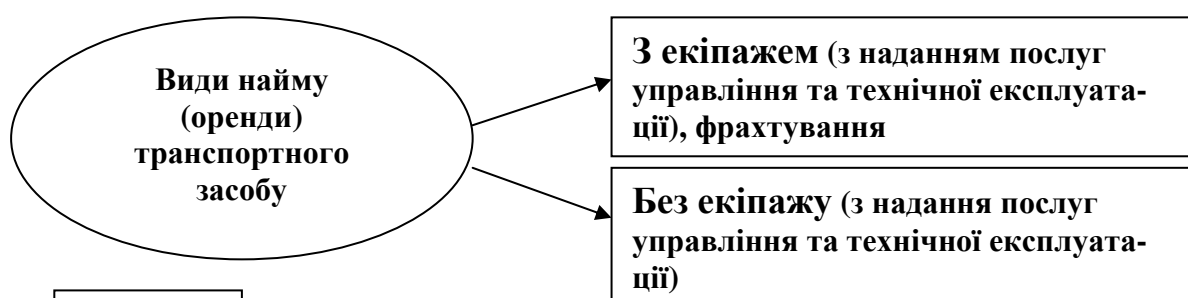 Види найму
(оренди)
транспортного
засобу
З екіпажем (з наданням послуг
управління та технічної експлуата-
ції), фрахтування
Без екіпажу (з надання послуг
управління та технічної експлуата-
ції)